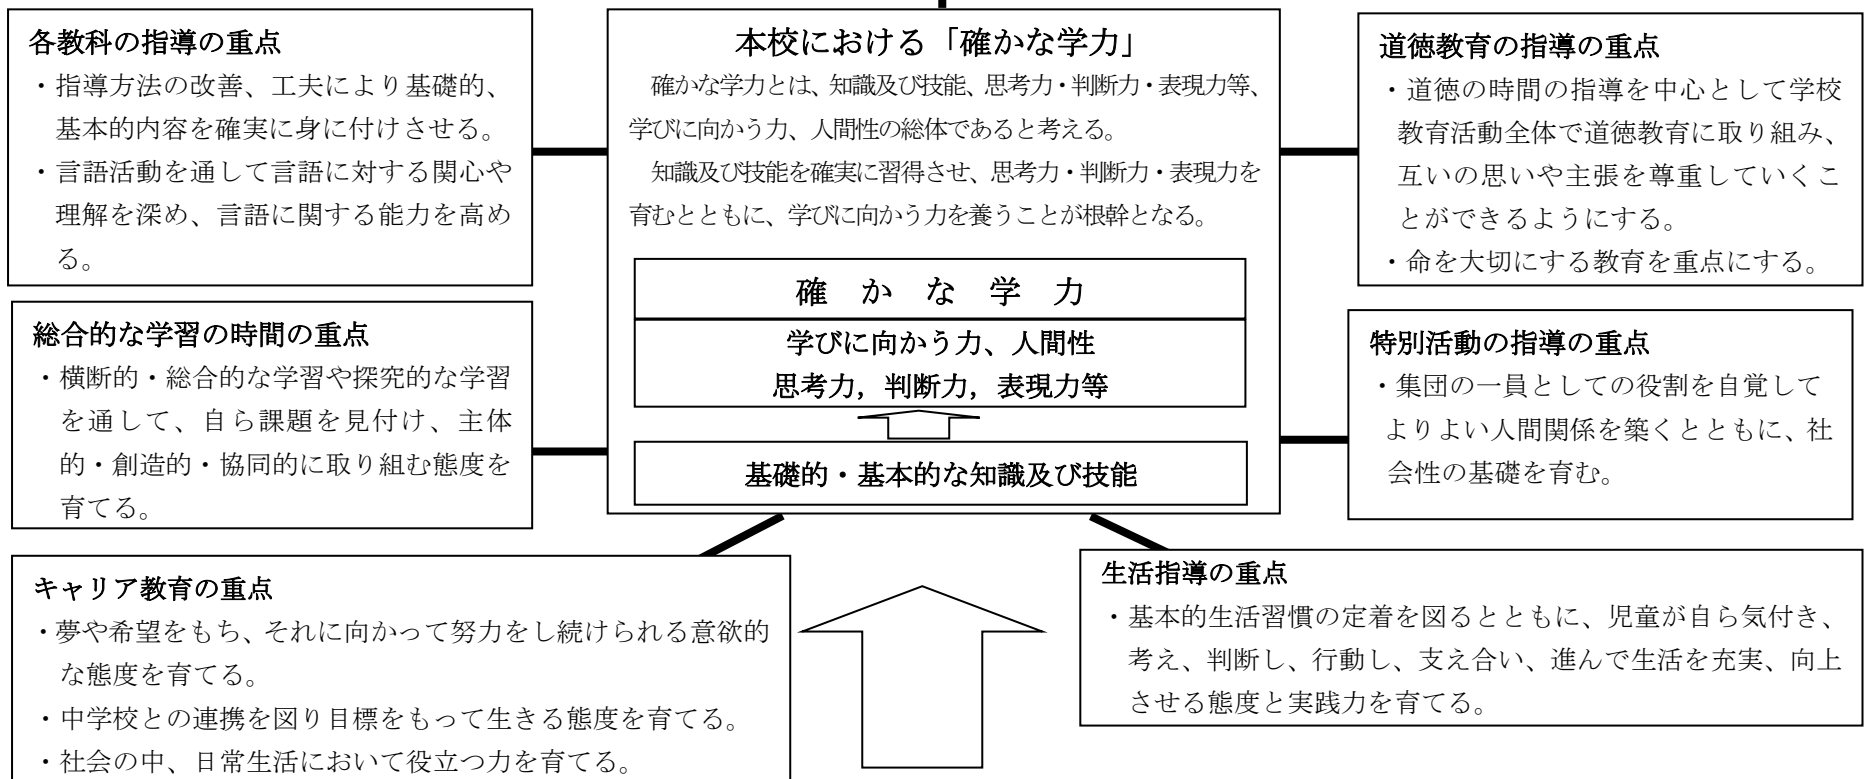 各教科の指導の重点
・指導方法の改善、工夫により基礎的、
基本的内容を確実に身に付けさせる。
・言語活動を通して言語に対する関心や
理解を深め、言語に関する能力を高め
る。
本校における「確かな学力」
確かな学力とは、知識及び技能、思考力・判断力・表現力等、
学びに向かう力、人間性の総体であると考える。
知識及び技能を確実に習得させ、思考力・判断力・表現力を
育むとともに、学びに向かう力を養うことが根幹となる。
確 か な 学 力
学びに向かう力、人間性
思考力，判断力，表現力等
基礎的・基本的な知識及び技能
道徳教育の指導の重点
・道徳の時間の指導を中心として学校
教育活動全体で道徳教育に取り組み、
互いの思いや主張を尊重していくこ
とができるようにする。
・命を大切にする教育を重点にする。
総合的な学習の時間の重点
・横断的・総合的な学習や探究的な学習
を通して、自ら課題を見付け、主体
的・創造的・協同的に取り組む態度を
育てる。
特別活動の指導の重点
・集団の一員としての役割を自覚して
よりよい人間関係を築くとともに、社
会性の基礎を育む。
キャリア教育の重点
・夢や希望をもち、それに向かって努力をし続けられる意欲的
な態度を育てる。
・中学校との連携を図り目標をもって生きる態度を育てる。
・社会の中、日常生活において役立つ力を育てる。
生活指導の重点
・基本的生活習慣の定着を図るとともに、児童が自ら気付き、
考え、判断し、行動し、支え合い、進んで生活を充実、向上
させる態度と実践力を育てる。